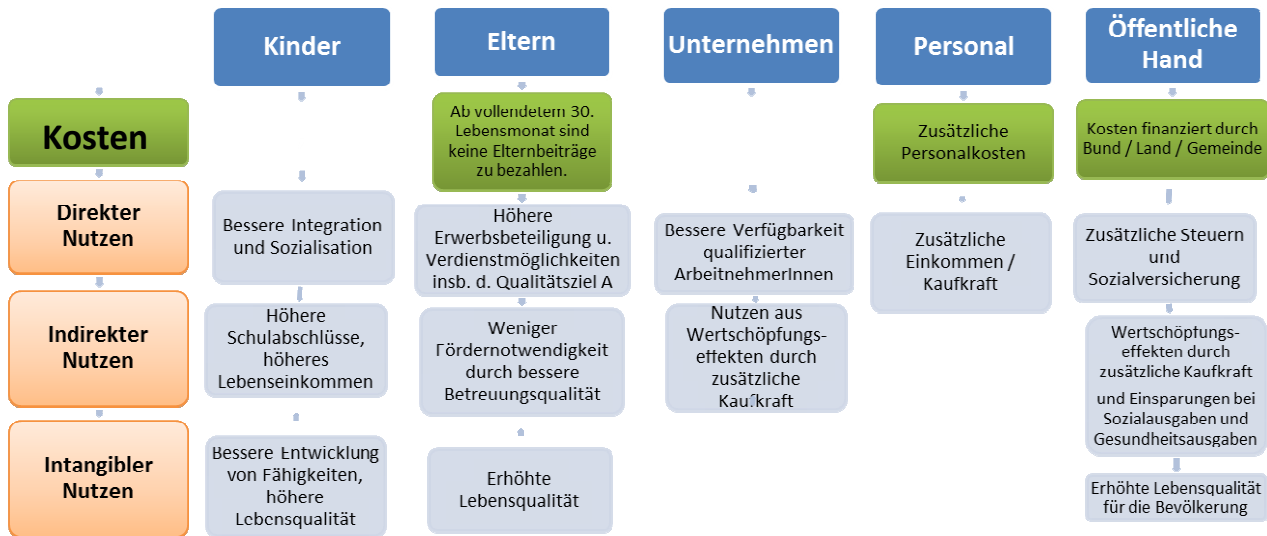 Kinder
Eltern
Unternehmen
Personal
Öffentliche
Hand
Kosten
Ab vollendetem 30.
Lebensmonat sind
keine Elternbeiträge
zu bezahlen.
Zusätzliche
Personalkosten
Kosten finanziert durch
Bund / Land / Gemeinde
Direkter
Nutzen
Bessere Integration
und Sozialisation
Höhere
Erwerbsbeteiligung u.
Verdienstmöglichkeiten
insb. d. Qualitätsziel A
Bessere Verfügbarkeit
qualifizierter
ArbeitnehmerInnen
Zusätzliche
Einkommen /
Kaufkraft
Zusätzliche Steuern
und
Sozialversicherung
Indirekter
Nutzen
Höhere
Schulabschlüsse,
höheres
Lebenseinkommen
Weniger
Fördernotwendigkeit
durch bessere
Betreuungsqualität
Nutzen aus
Wertschöpfungs-
effekten durch
zusätzliche
Kaufkraft
Wertschöpfungs-
effekten durch
zusätzliche Kaufkraft
und Einsparungen bei
Sozialausgaben und
Gesundheitsausgaben
Intangibler
Nutzen
Bessere Entwicklung
von Fähigkeiten,
höhere
Lebensqualität
Erhöhte
Lebensqualität
Erhöhte Lebensqualität
für die Bevölkerung